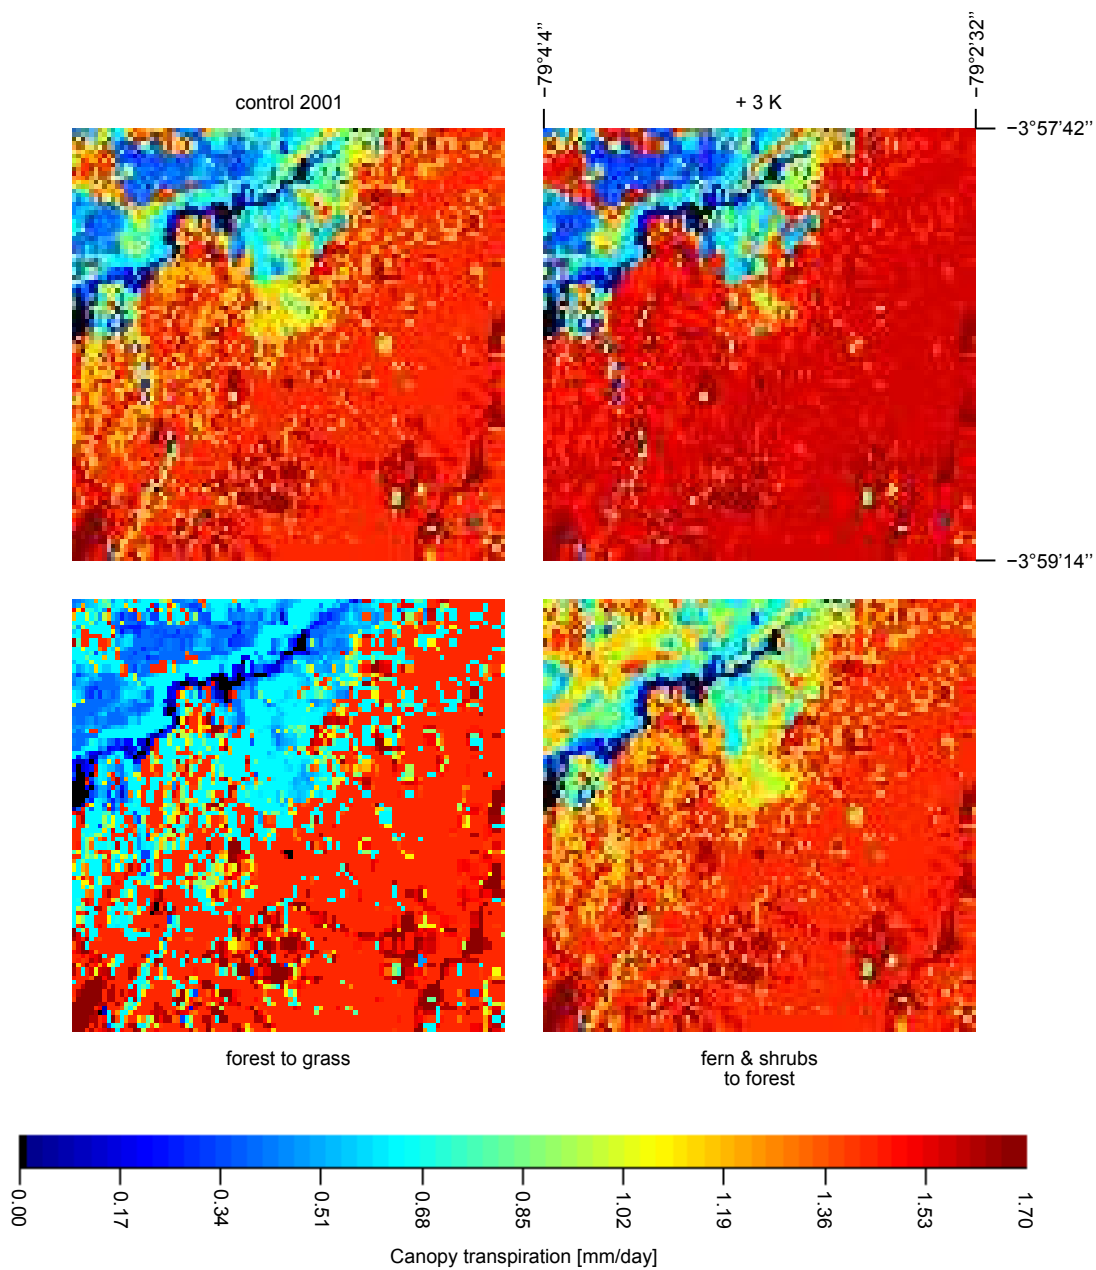 −79°4'4''
−79°2'32''
control 2001
+ 3 K
−3°57'42''
−3°59'14''
forest to grass
fern & shrubs
to forest
0.00
0.17
0.34
0.51
0.68
0.85
1.02
1.19
1.36
1.53
1.70
Canopy transpiration [mm/day]